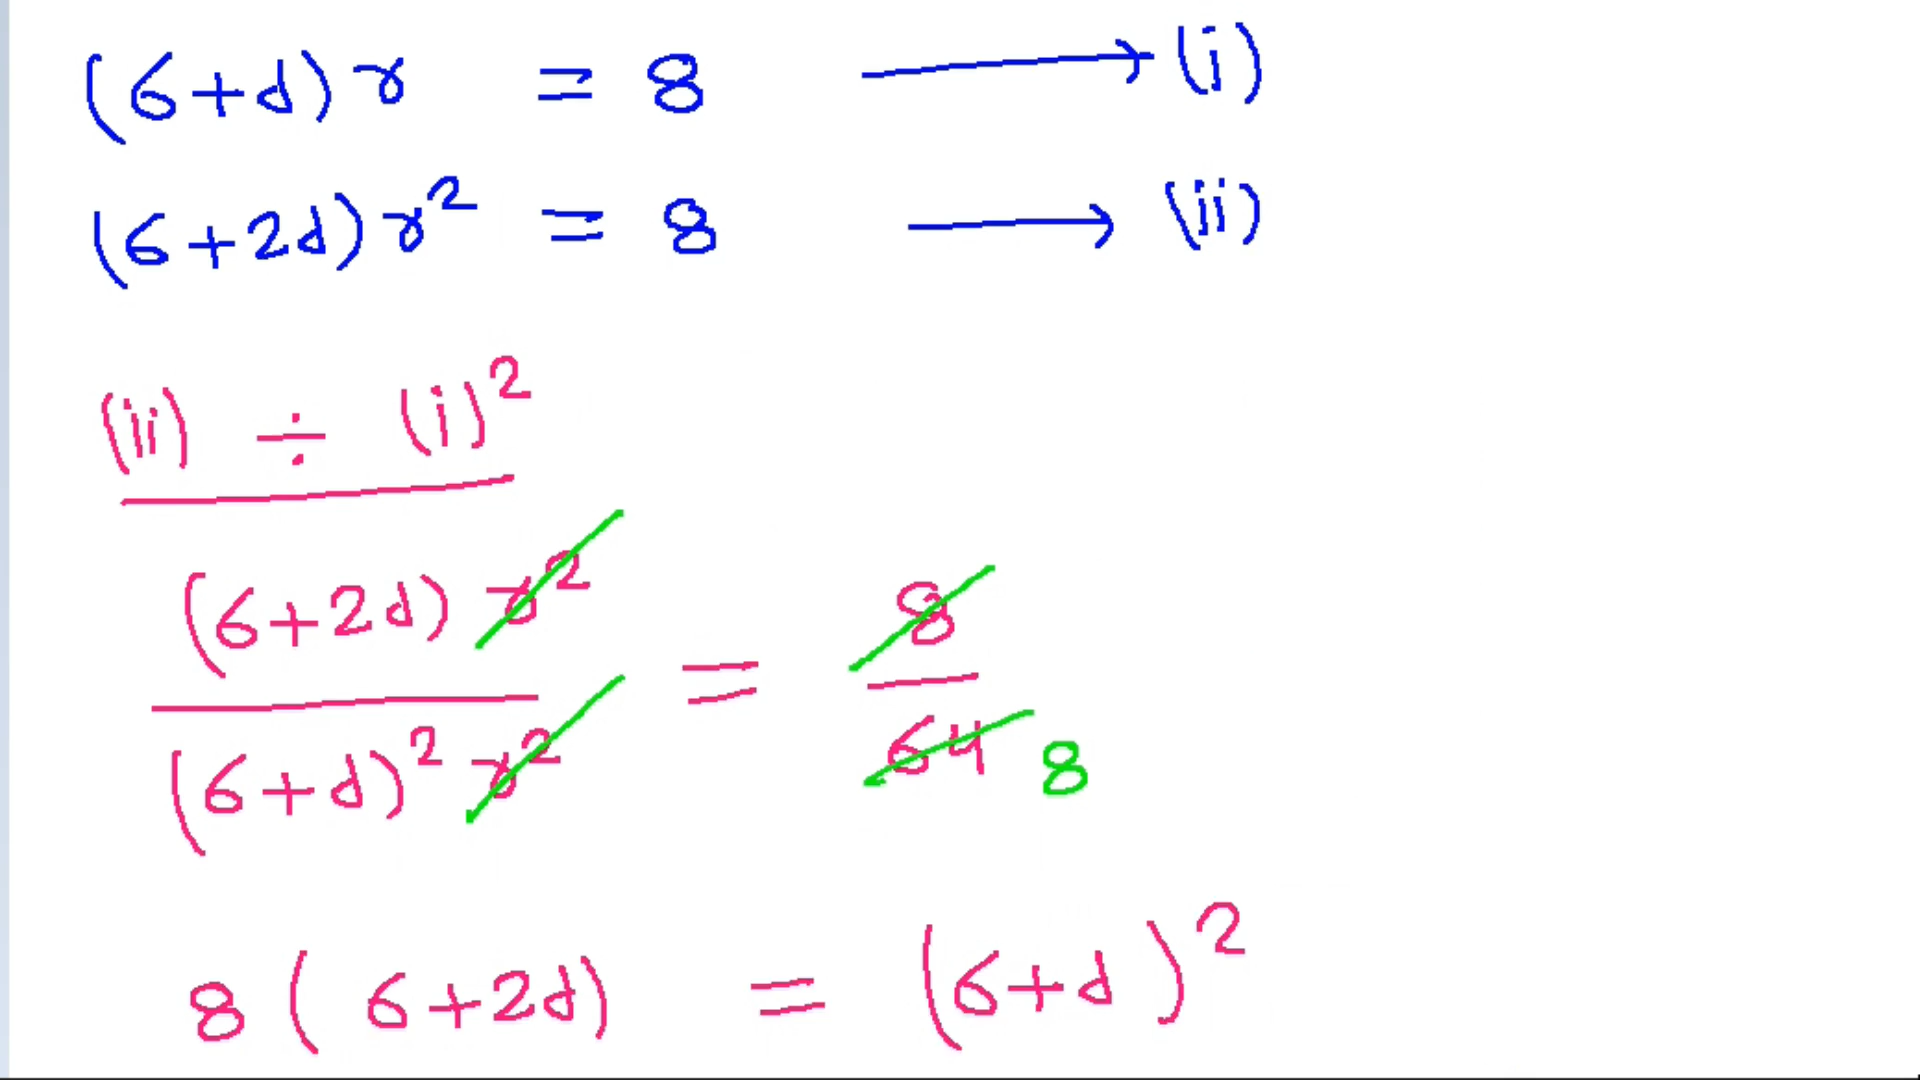 (6+d)r = 8 ⟶ (i)
(6+2d)r² = 8 ⟶ (ii)
(ii) ÷ (i)²
(6+2d) r² = 8
(6+d)² r² 64 8
8 ( 6+2d) = (6+d)²